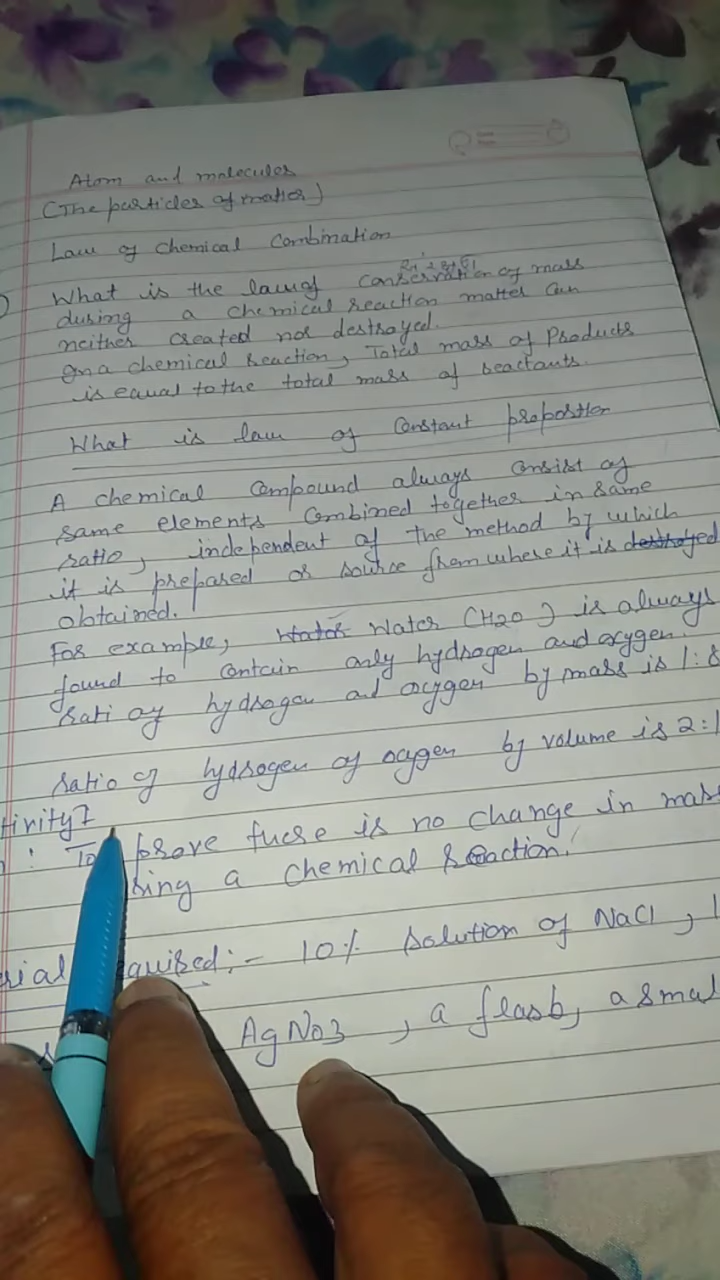 Atom and molecules
(The particles of matter)
Law of chemical Combination
What is the law of conservation of mass
during a chemical reaction matter can
neither created nor destroyed.
In a chemical reaction, Total mass of Products
is equal to the total mass of reactants.
What is law of Constant proportion
A chemical compound always consist of
same elements combined together in same
ratio, independent of the method by which
it is prepared or source from where it is destroyed
obtained.
For example, Water Water (H2O) is always
found to contain only hydrogen and oxygen.
rati of hydrogen and oxygen by mass is 1:8
ratio of hydrogen of oxygen by volume is 2:1
tivity 7
: To prove there is no change in mass
ring a chemical reaction.
rial quired:- 10% solution of NaCl,
AgNO3, a flask, a smal